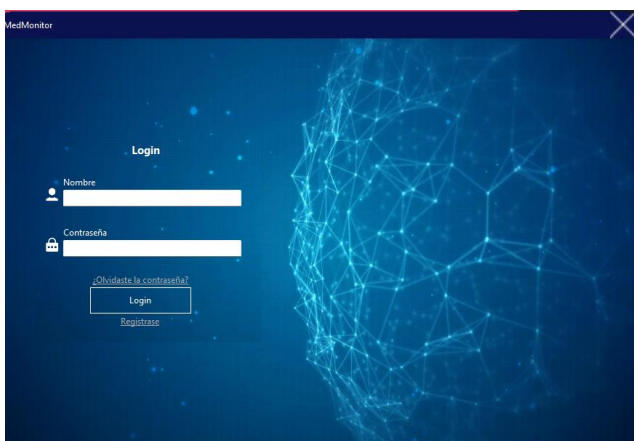 MedMonitor
Login
Nombre
Contraseña
¿Olvidaste la contraseña?
Login
Registrase